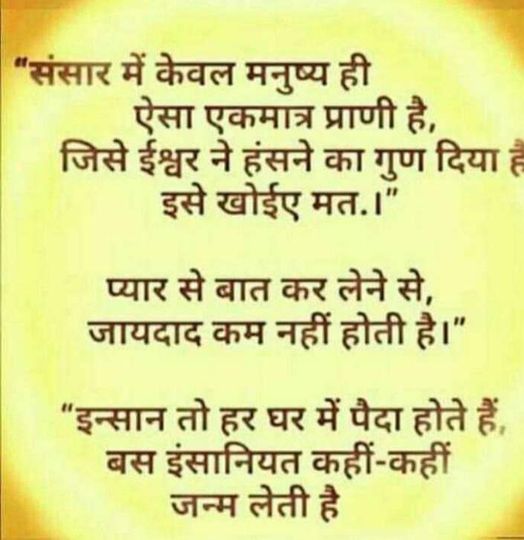 "संसार में केवल मनुष्य ही
ऐसा एकमात्र प्राणी है,
जिसे ईश्वर ने हंसने का गुण दिया है
इसे खोईए मत.।"
प्यार से बात कर लेने से,
जायदाद कम नहीं होती है।"
"इन्सान तो हर घर में पैदा होते हैं,
बस इंसानियत कहीं-कहीं
जन्म लेती है